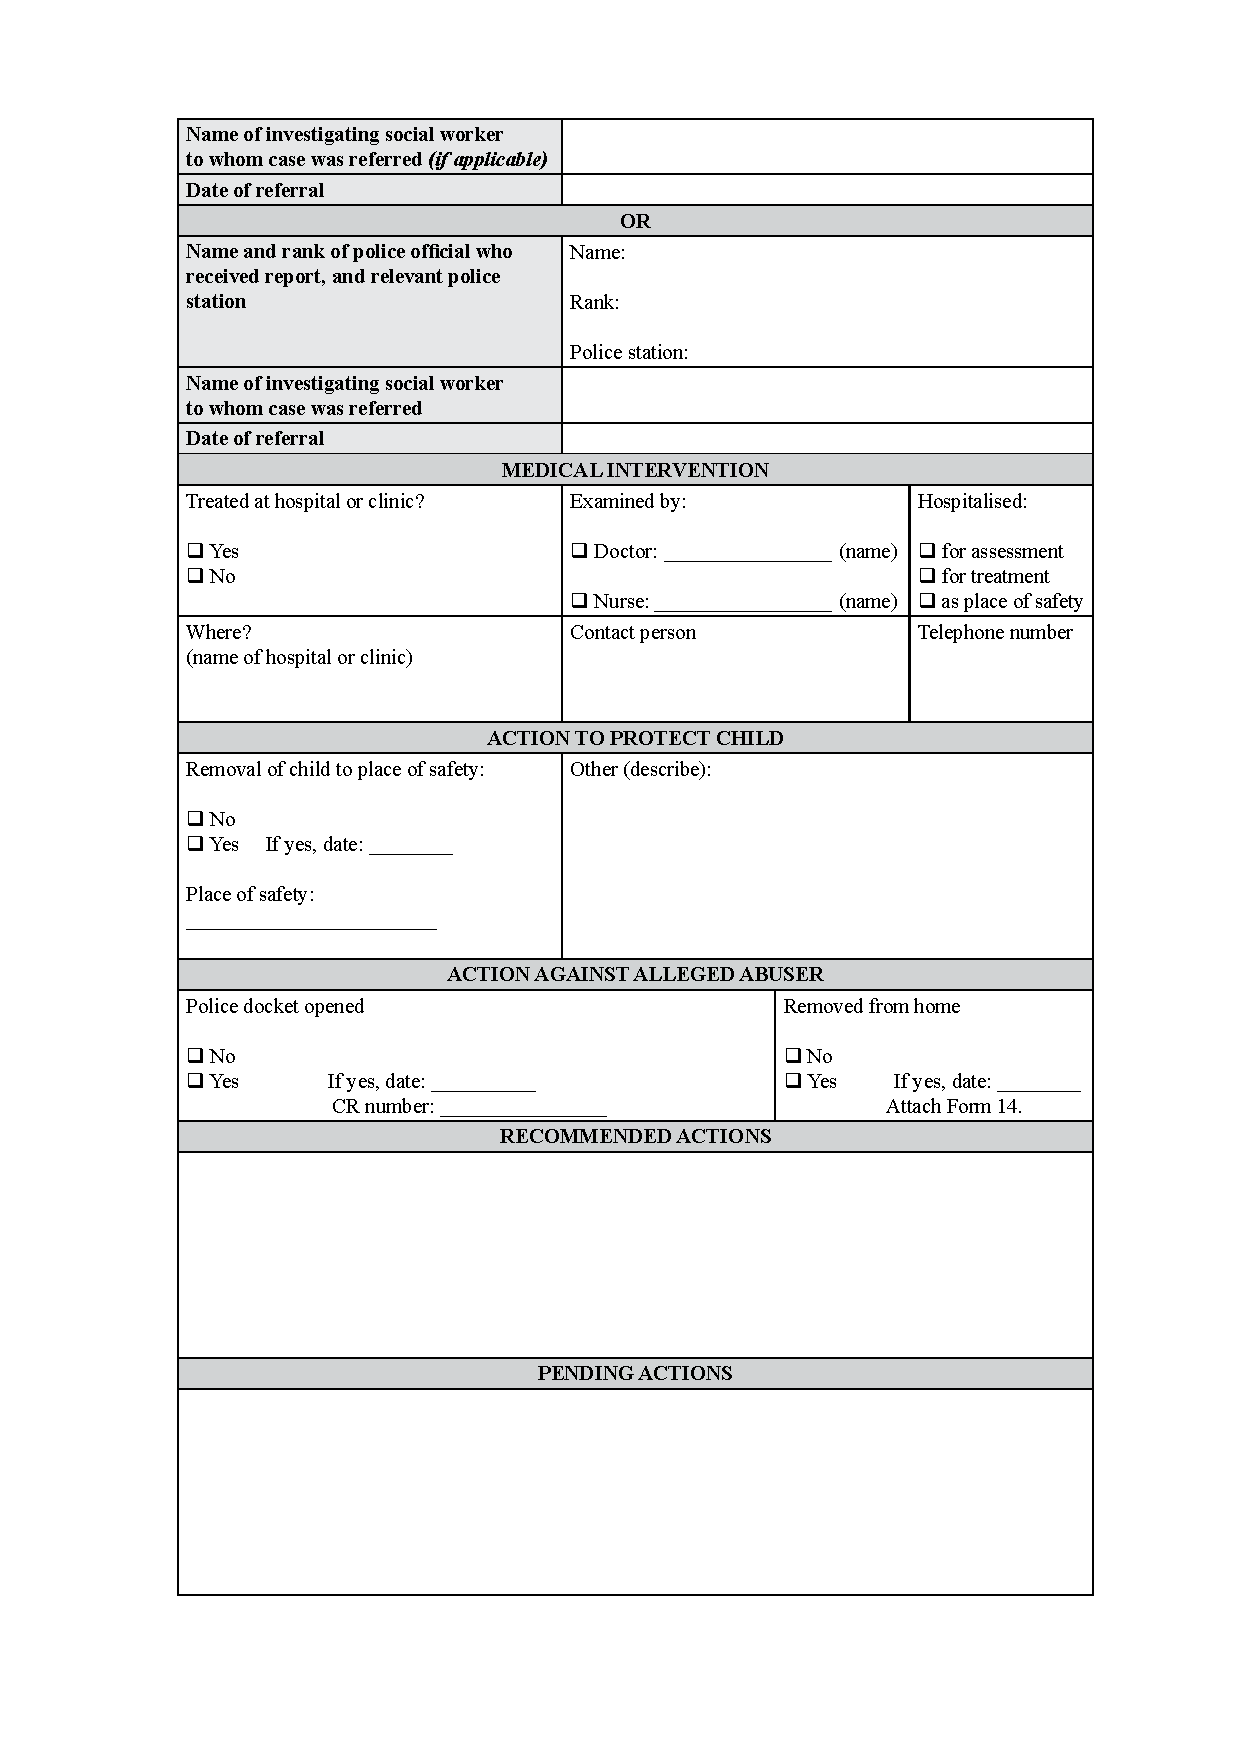 Name of investigating social worker
to whom case was referred (if applicable)
Date of referral
OR
Name and rank of police official who
received report, and relevant police
station
Name:
Rank:
Police station:
Name of investigating social worker
to whom case was referred
Date of referral
MEDICAL INTERVENTION
Treated at hospital or clinic?
❑ Yes
❑ No
Examined by:
❑ Doctor: ________________ (name)
❑ Nurse: _________________ (name)
Hospitalised:
❑ for assessment
❑ for treatment
❑ as place of safety
Where?
(name of hospital or clinic)
Contact person
Telephone number
ACTION TO PROTECT CHILD
Removal of child to place of safety:
❑ No
❑ Yes If yes, date: ________
Place of safety:
________________________
Other (describe):
ACTION AGAINST ALLEGED ABUSER
Police docket opened
❑ No
❑ Yes If yes, date: __________
CR number: ________________
Removed from home
❑ No
❑ Yes If yes, date: ________
Attach Form 14.
RECOMMENDED ACTIONS
PENDING ACTIONS